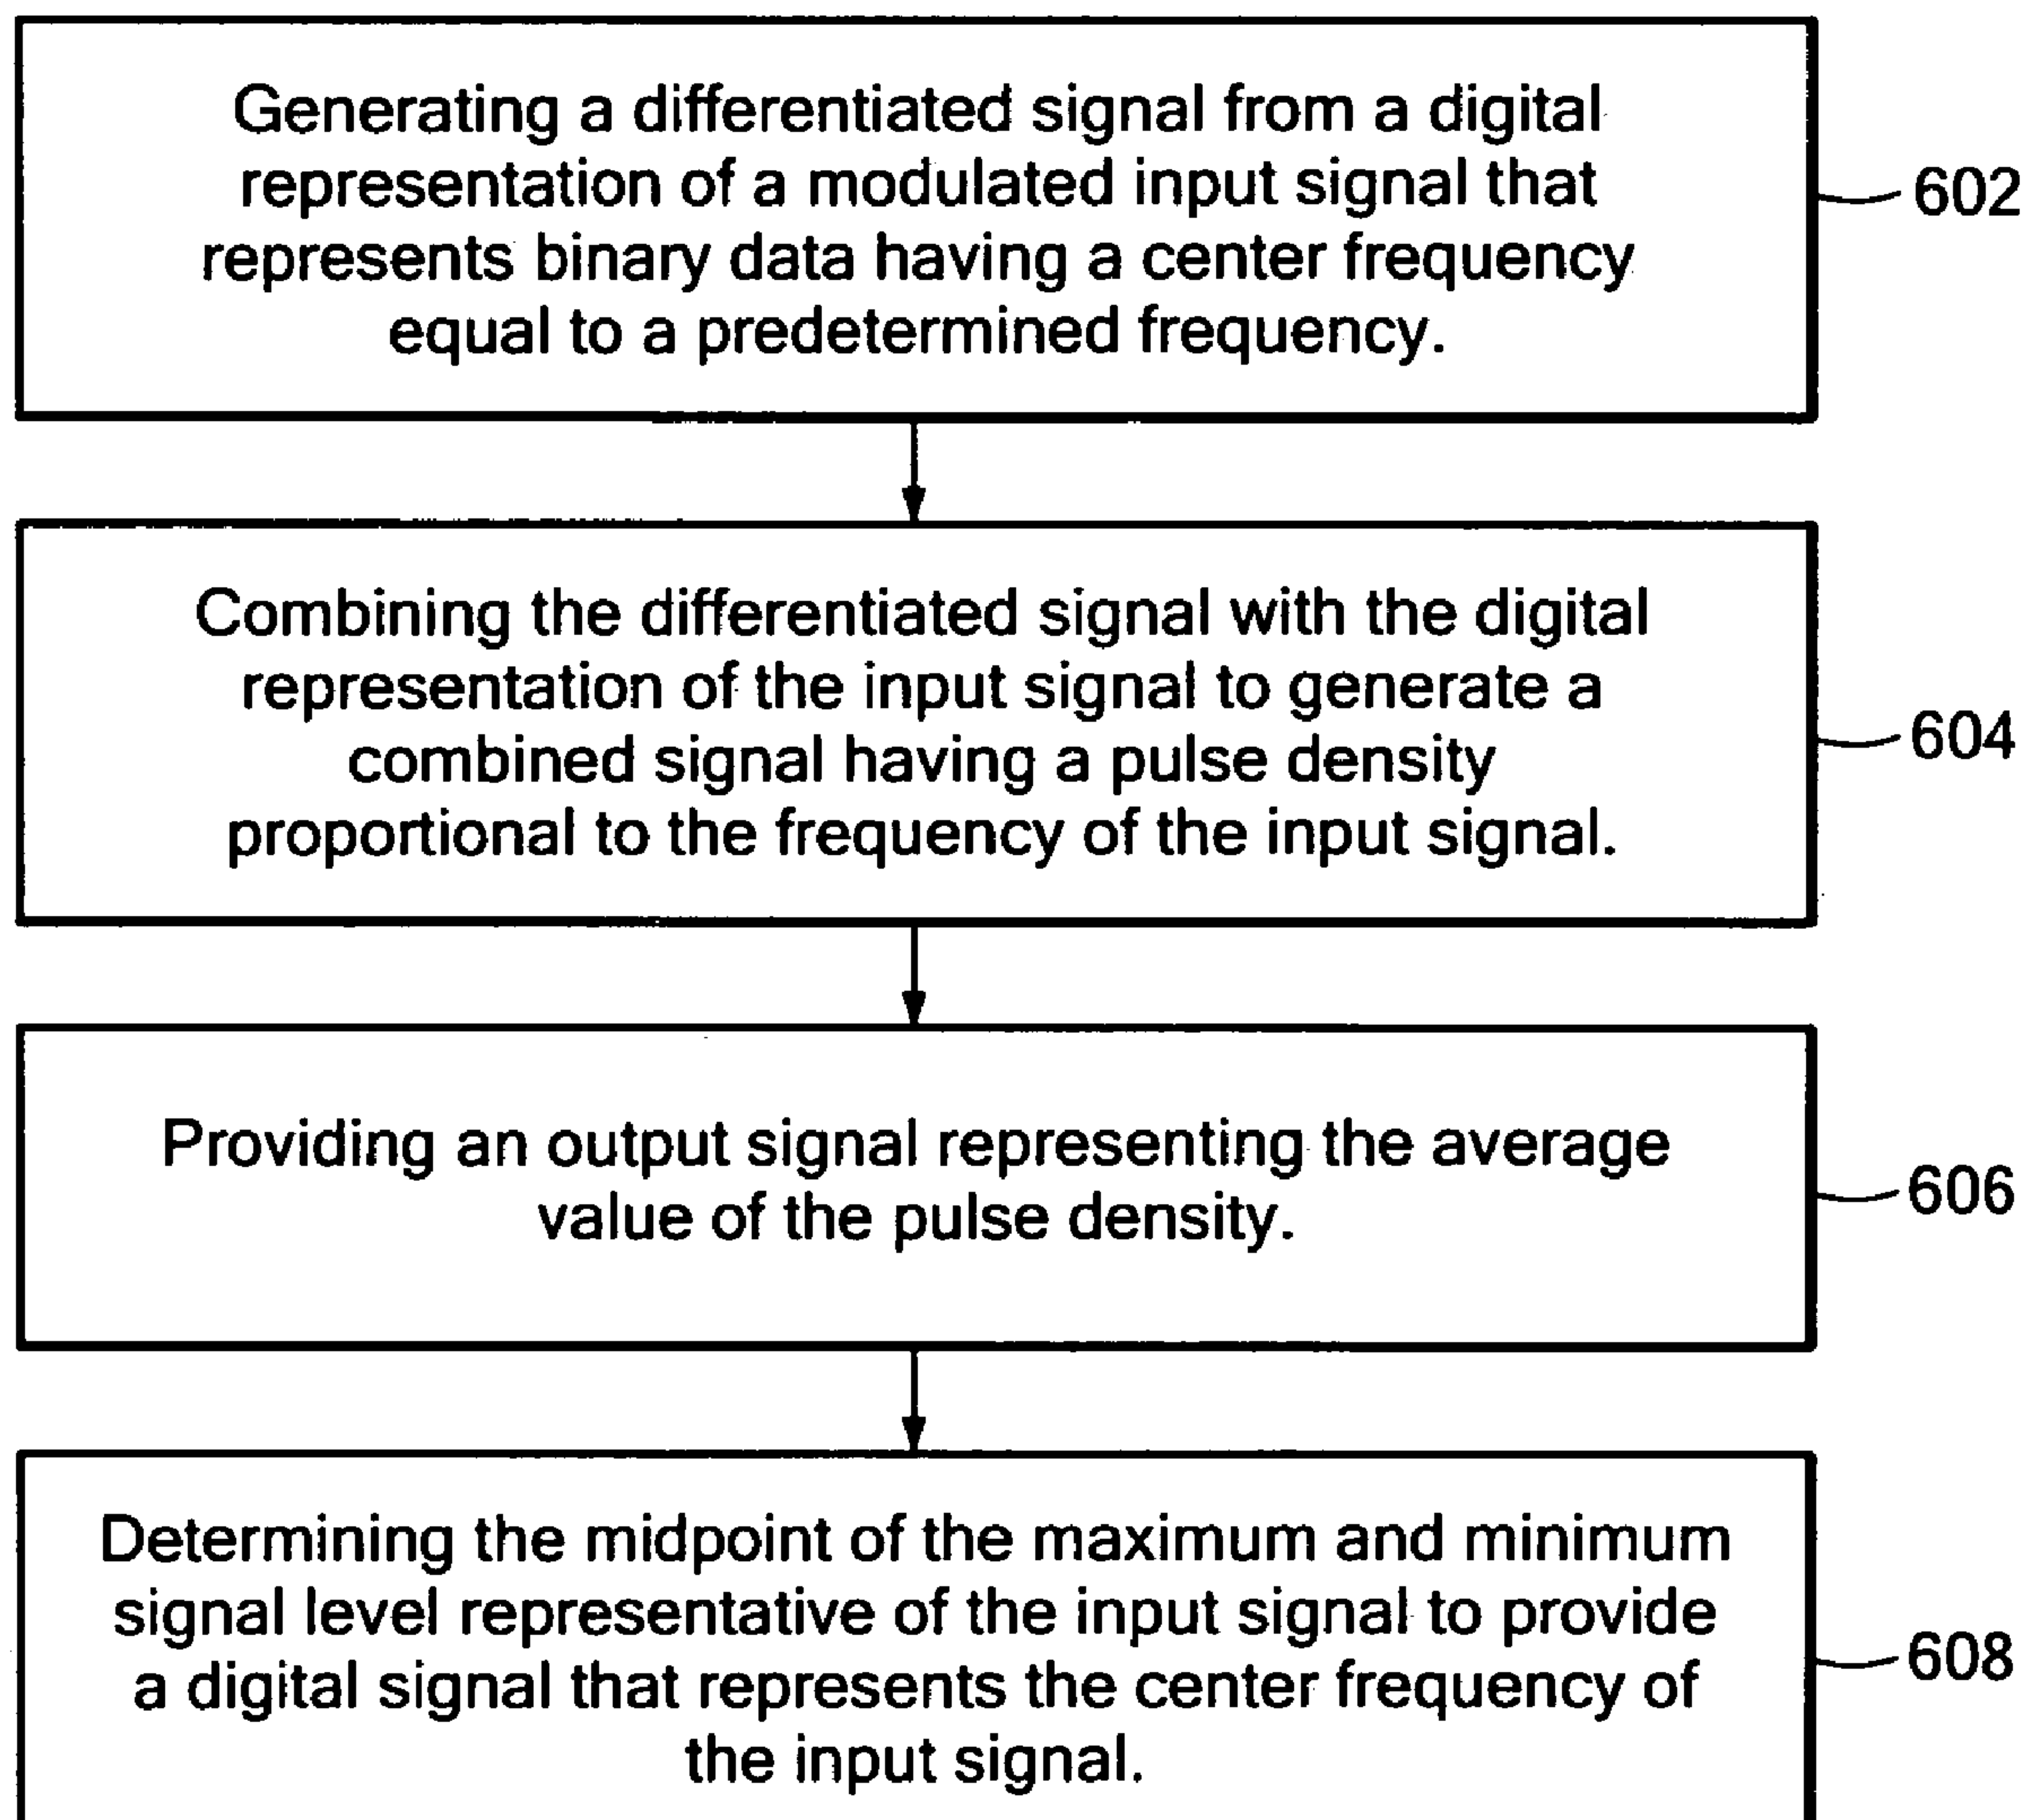 Generating a differentiated signal from a digital
representation of a modulated input signal that
represents binary data having a center frequency
equal to a predetermined frequency.
602
Combining the differentiated signal with the digital
representation of the input signal to generate a
combined signal having a pulse density
proportional to the frequency of the input signal.
604
Providing an output signal representing the average
value of the pulse density.
606
Determining the midpoint of the maximum and minimum
signal level representative of the input signal to provide
a digital signal that represents the center frequency of
the input signal.
608